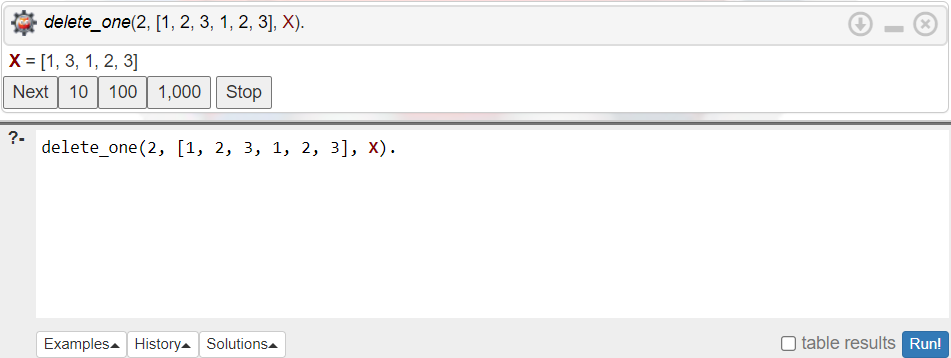 delete_one(2, [1, 2, 3, 1, 2, 3], X).
X = [1, 3, 1, 2, 3]
Next 10 100 1,000 Stop
?- delete_one(2, [1, 2, 3, 1, 2, 3], X).
Examples▴ History▴ Solutions▴ table results Run!